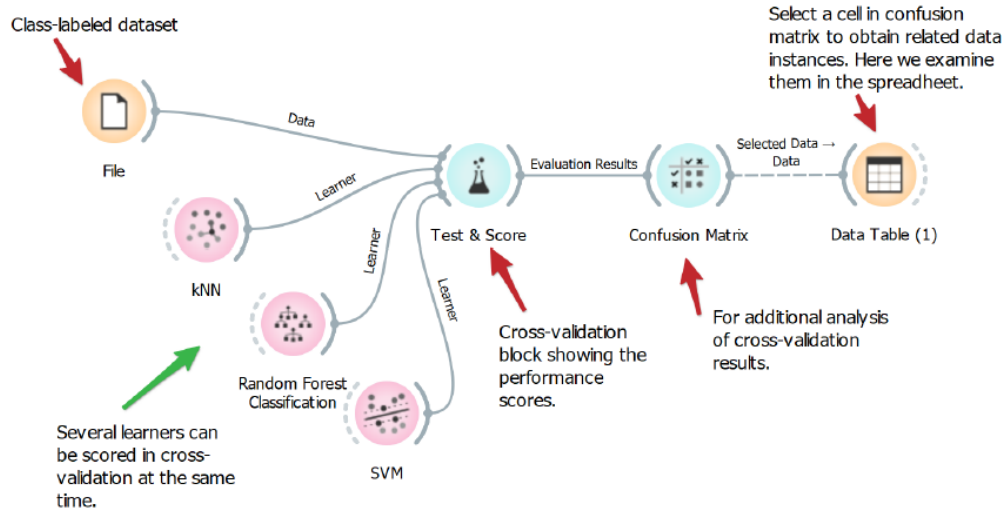 Class-labeled dataset
Select a cell in confusion
matrix to obtain related data
instances. Here we examine
them in the spreadheet.
File
Data
Learner
Learner
Learner
kNN
Random Forest
Classification
SVM
Test & Score
Evaluation Results
Confusion Matrix
Selected Data →
Data
Data Table (1)
Cross-validation
block showing the
performance
scores.
For additional analysis
of cross-validation
results.
Several learners can
be scored in cross-
validation at the same
time.